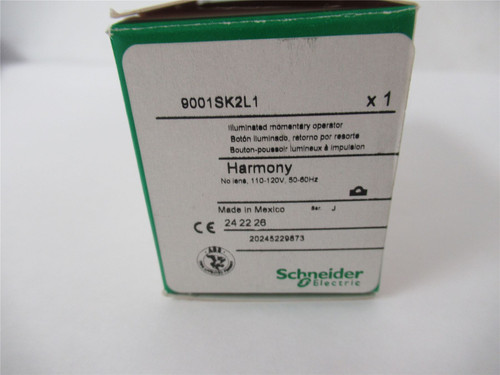 9001SK2L1 x 1
Illuminated momentary operator
Botón iluminado, retorno por resorte
Bouton-poussoir lumineux à impulsion
Harmony
No lens, 110-120V, 50-60Hz
Made in Mexico Ser. J
CE 24 22 26
20245229873
Schneider
Electric